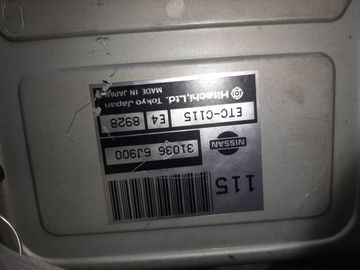 115
NISSAN
31036 6J900
ETC-C115 E4 8928
Hitachi,Ltd. Tokyo Japan
MADE IN JAPAN